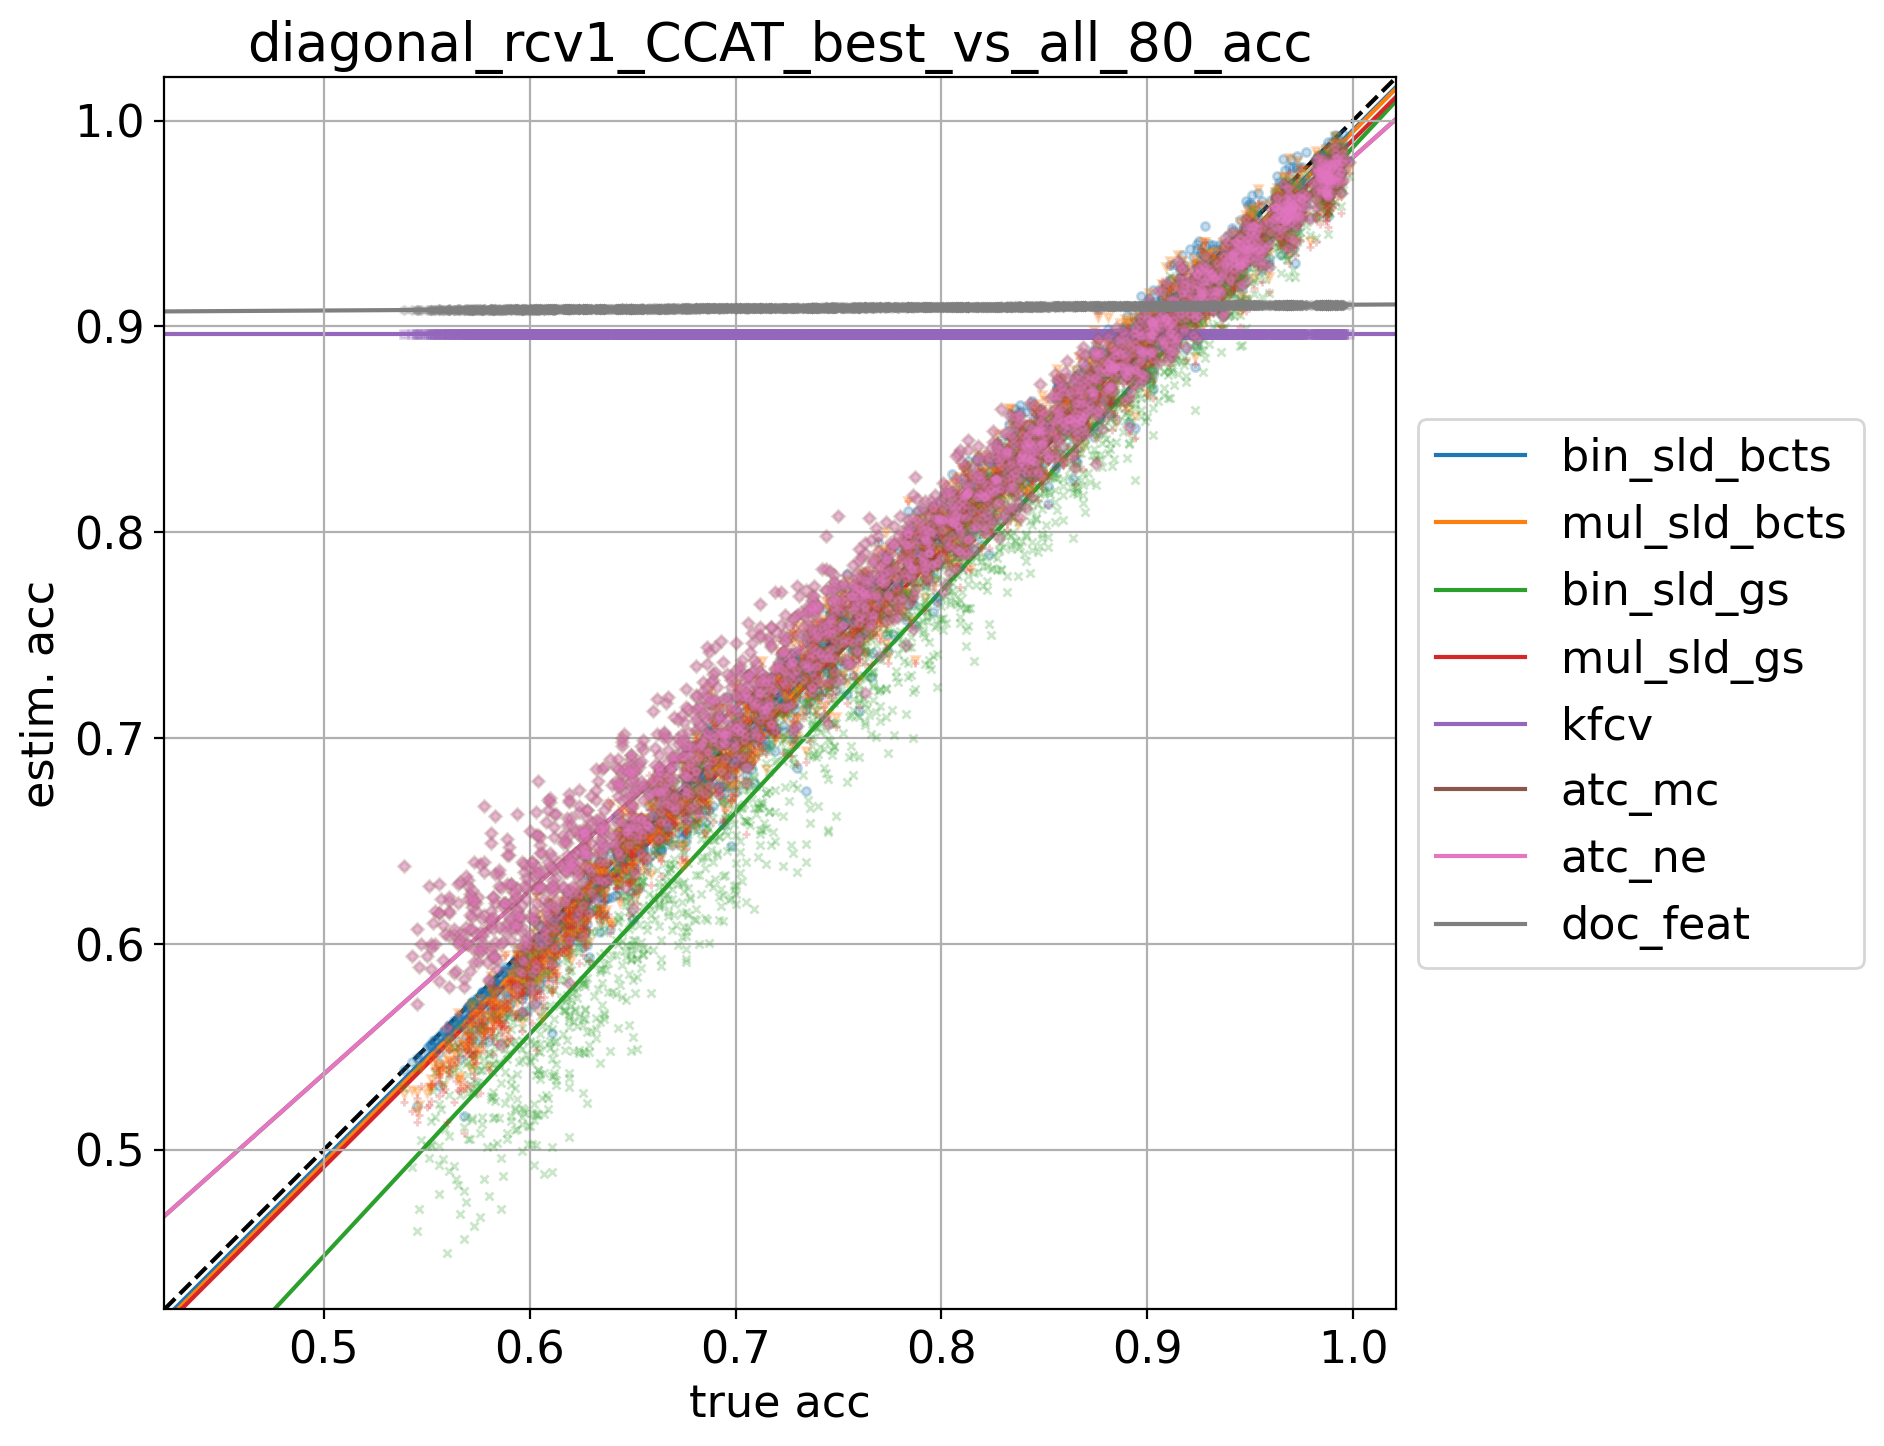 diagonal_rcv1_CCAT_best_vs_all_80_acc
1.0
0.9
0.8
0.7
0.6
0.5
estim. acc
0.5 0.6 0.7 0.8 0.9 1.0
true acc
bin_sld_bcts
mul_sld_bcts
bin_sld_gs
mul_sld_gs
kfcv
atc_mc
atc_ne
doc_feat